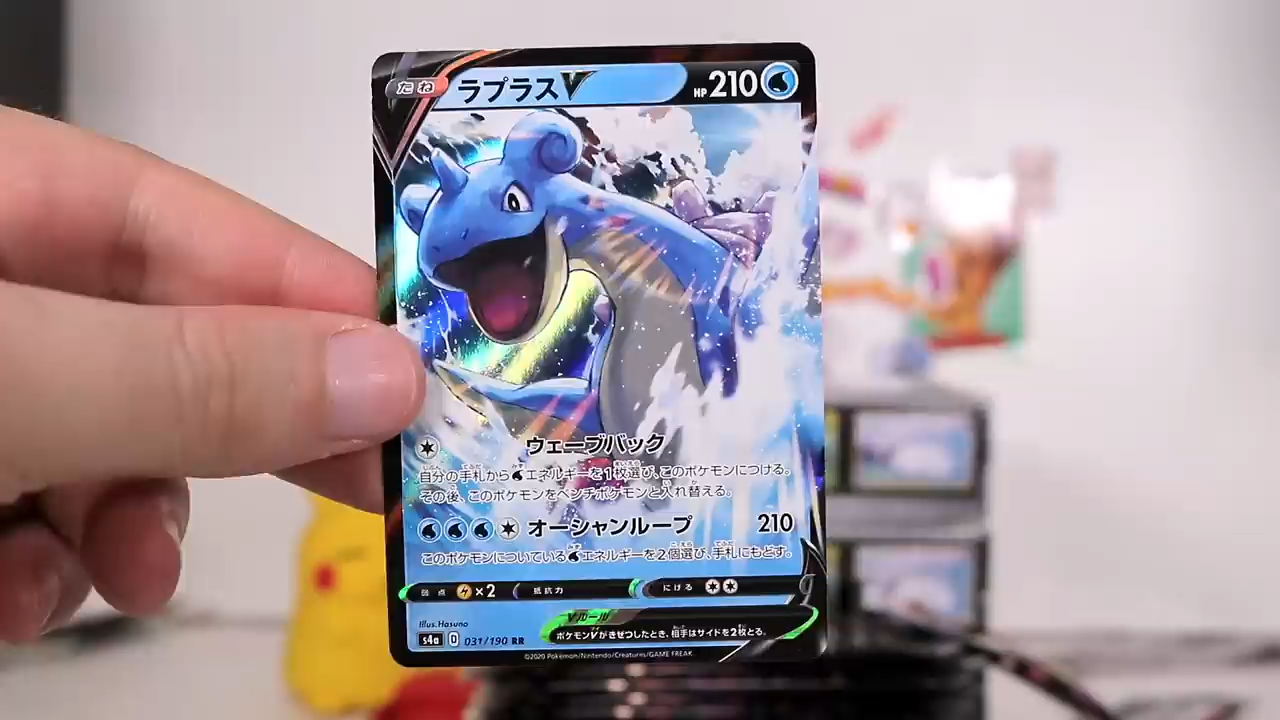 たね ラプラスV HP 210
ウェーブバック
自分の手札からエネルギーを1枚選び、このポケモンにつける。
その後、このポケモンをベンチポケモンと入れ替える。
オーシャンループ 210
このポケモンについているエネルギーを2個選び、手札にもどす。
弱点 ×2 抵抗力 にげる
Vルール
ポケモンVがきぜつしたとき、相手はサイドを2枚とる。
Illus. Hasuno
s4a D 031/190 RR
©2020 Pokémon/Nintendo/Creatures/GAME FREAK